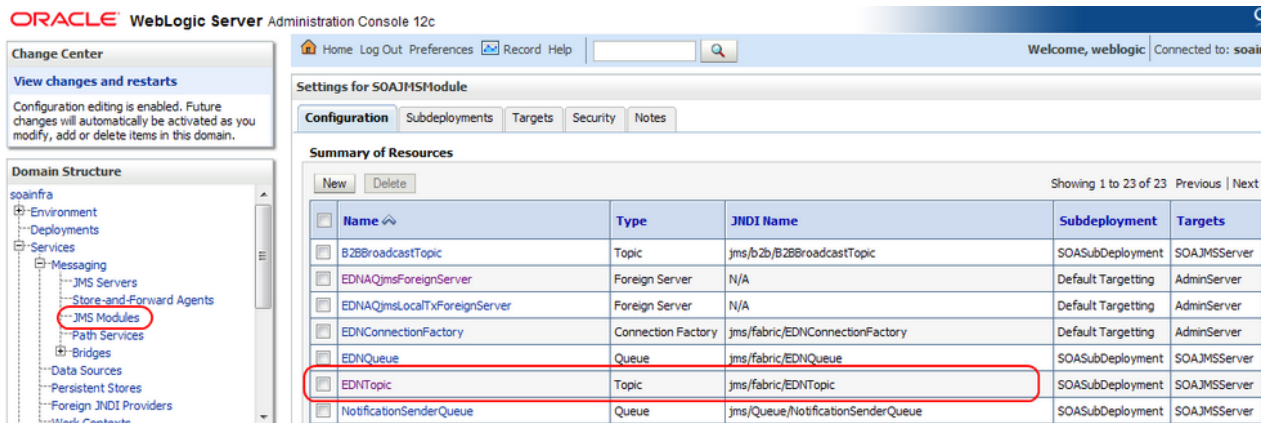 ORACLE WebLogic Server Administration Console 12c
Change Center
View changes and restarts
Configuration editing is enabled. Future
changes will automatically be activated as you
modify, add or delete items in this domain.
Domain Structure
soainfra
Environment
Deployments
Services
Messaging
JMS Servers
Store-and-Forward Agents
JMS Modules
Path Services
Bridges
Data Sources
Persistent Stores
Foreign JNDI Providers
Work Contexts
Home Log Out Preferences Record Help
Welcome, weblogic Connected to: soai
Settings for SOAJMSModule
Configuration Subdeployments Targets Security Notes
Summary of Resources
New Delete Showing 1 to 23 of 23 Previous | Next
Name Type JNDI Name Subdeployment Targets
B2BBroadcastTopic Topic jms/b2b/B2BBroadcastTopic SOASubDeployment SOAJMSServer
EDNAQjmsForeignServer Foreign Server N/A Default Targetting AdminServer
EDNAQjmsLocalTxForeignServer Foreign Server N/A Default Targetting AdminServer
EDNConnectionFactory Connection Factory jms/fabric/EDNConnectionFactory Default Targetting AdminServer
EDNQueue Queue jms/fabric/EDNQueue SOASubDeployment SOAJMSServer
EDNTopic Topic jms/fabric/EDNTopic SOASubDeployment SOAJMSServer
NotificationSenderQueue Queue jms/Queue/NotificationSenderQueue SOASubDeployment SOAJMSServer